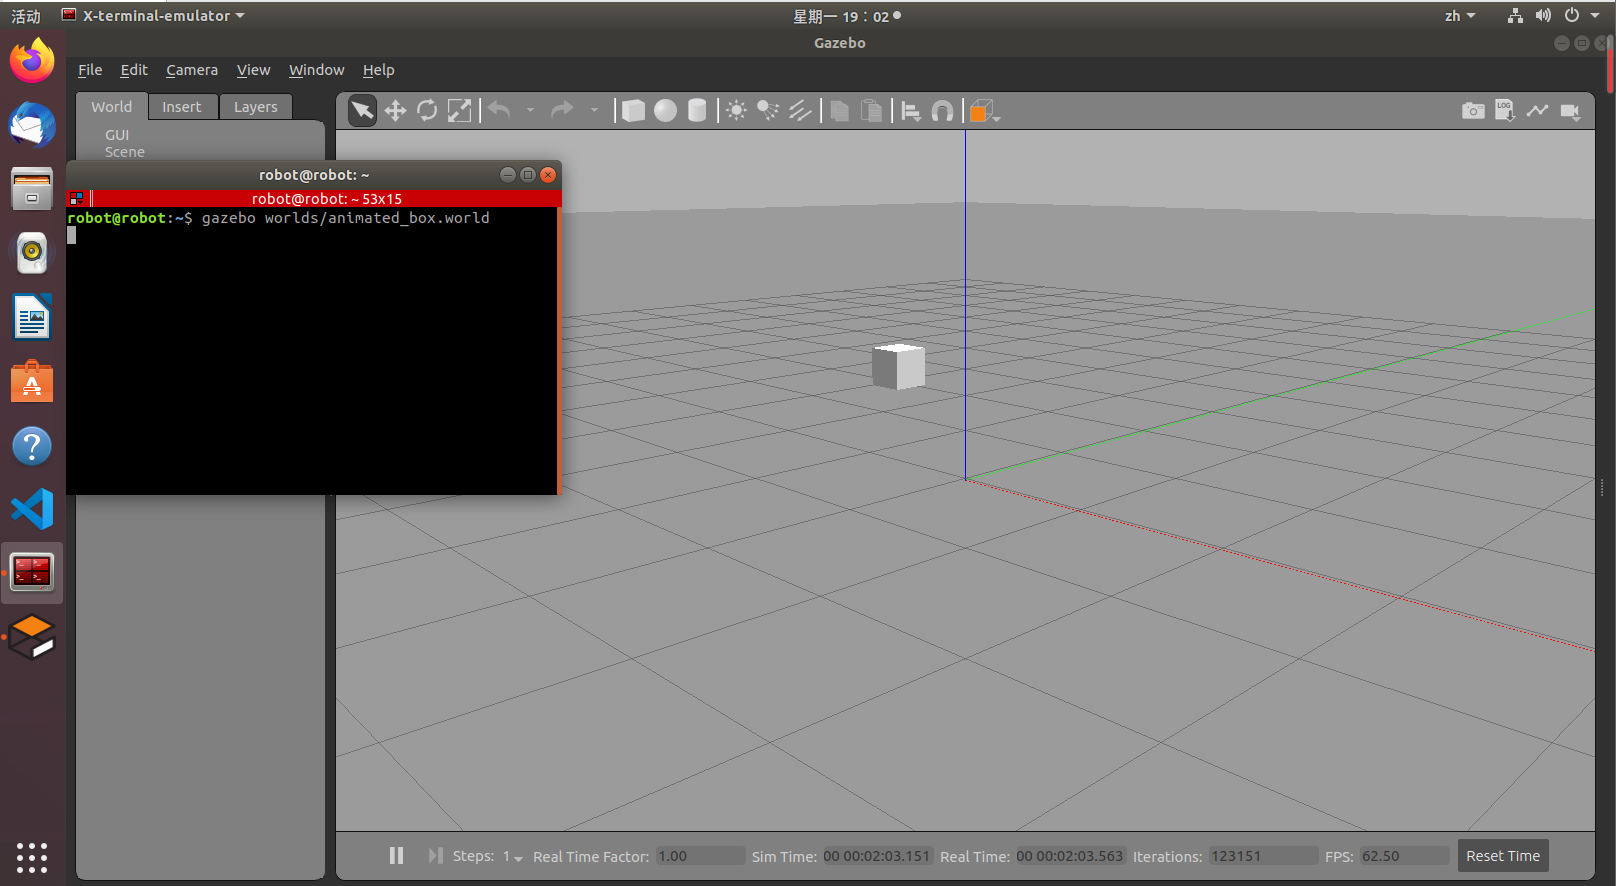 活动 X-terminal-emulator 星期一 19：02 zh
Gazebo
File Edit Camera View Window Help
World Insert Layers
GUI
Scene
LOG
robot@robot: ~
robot@robot: ~ 53x15
robot@robot:~$ gazebo worlds/animated_box.world
Steps: 1 Real Time Factor: 1.00 Sim Time: 00 00:02:03.151 Real Time: 00 00:02:03.563 Iterations: 123151 FPS: 62.50 Reset Time